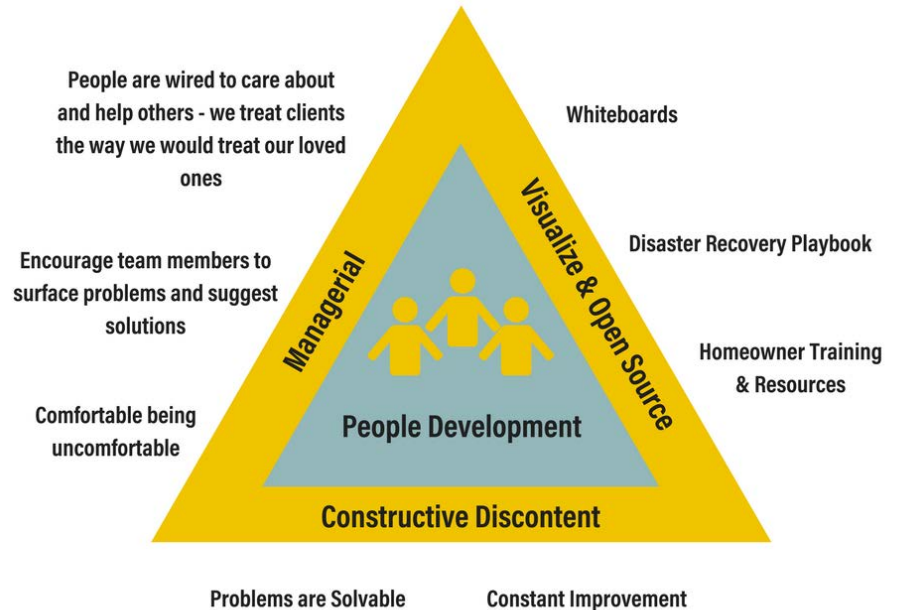 People are wired to care about
and help others - we treat clients
the way we would treat our loved
ones
Encourage team members to
surface problems and suggest
solutions
Comfortable being
uncomfortable
Managerial
Visualize & Open Source
People Development
Constructive Discontent
Whiteboards
Disaster Recovery Playbook
Homeowner Training
& Resources
Problems are Solvable
Constant Improvement